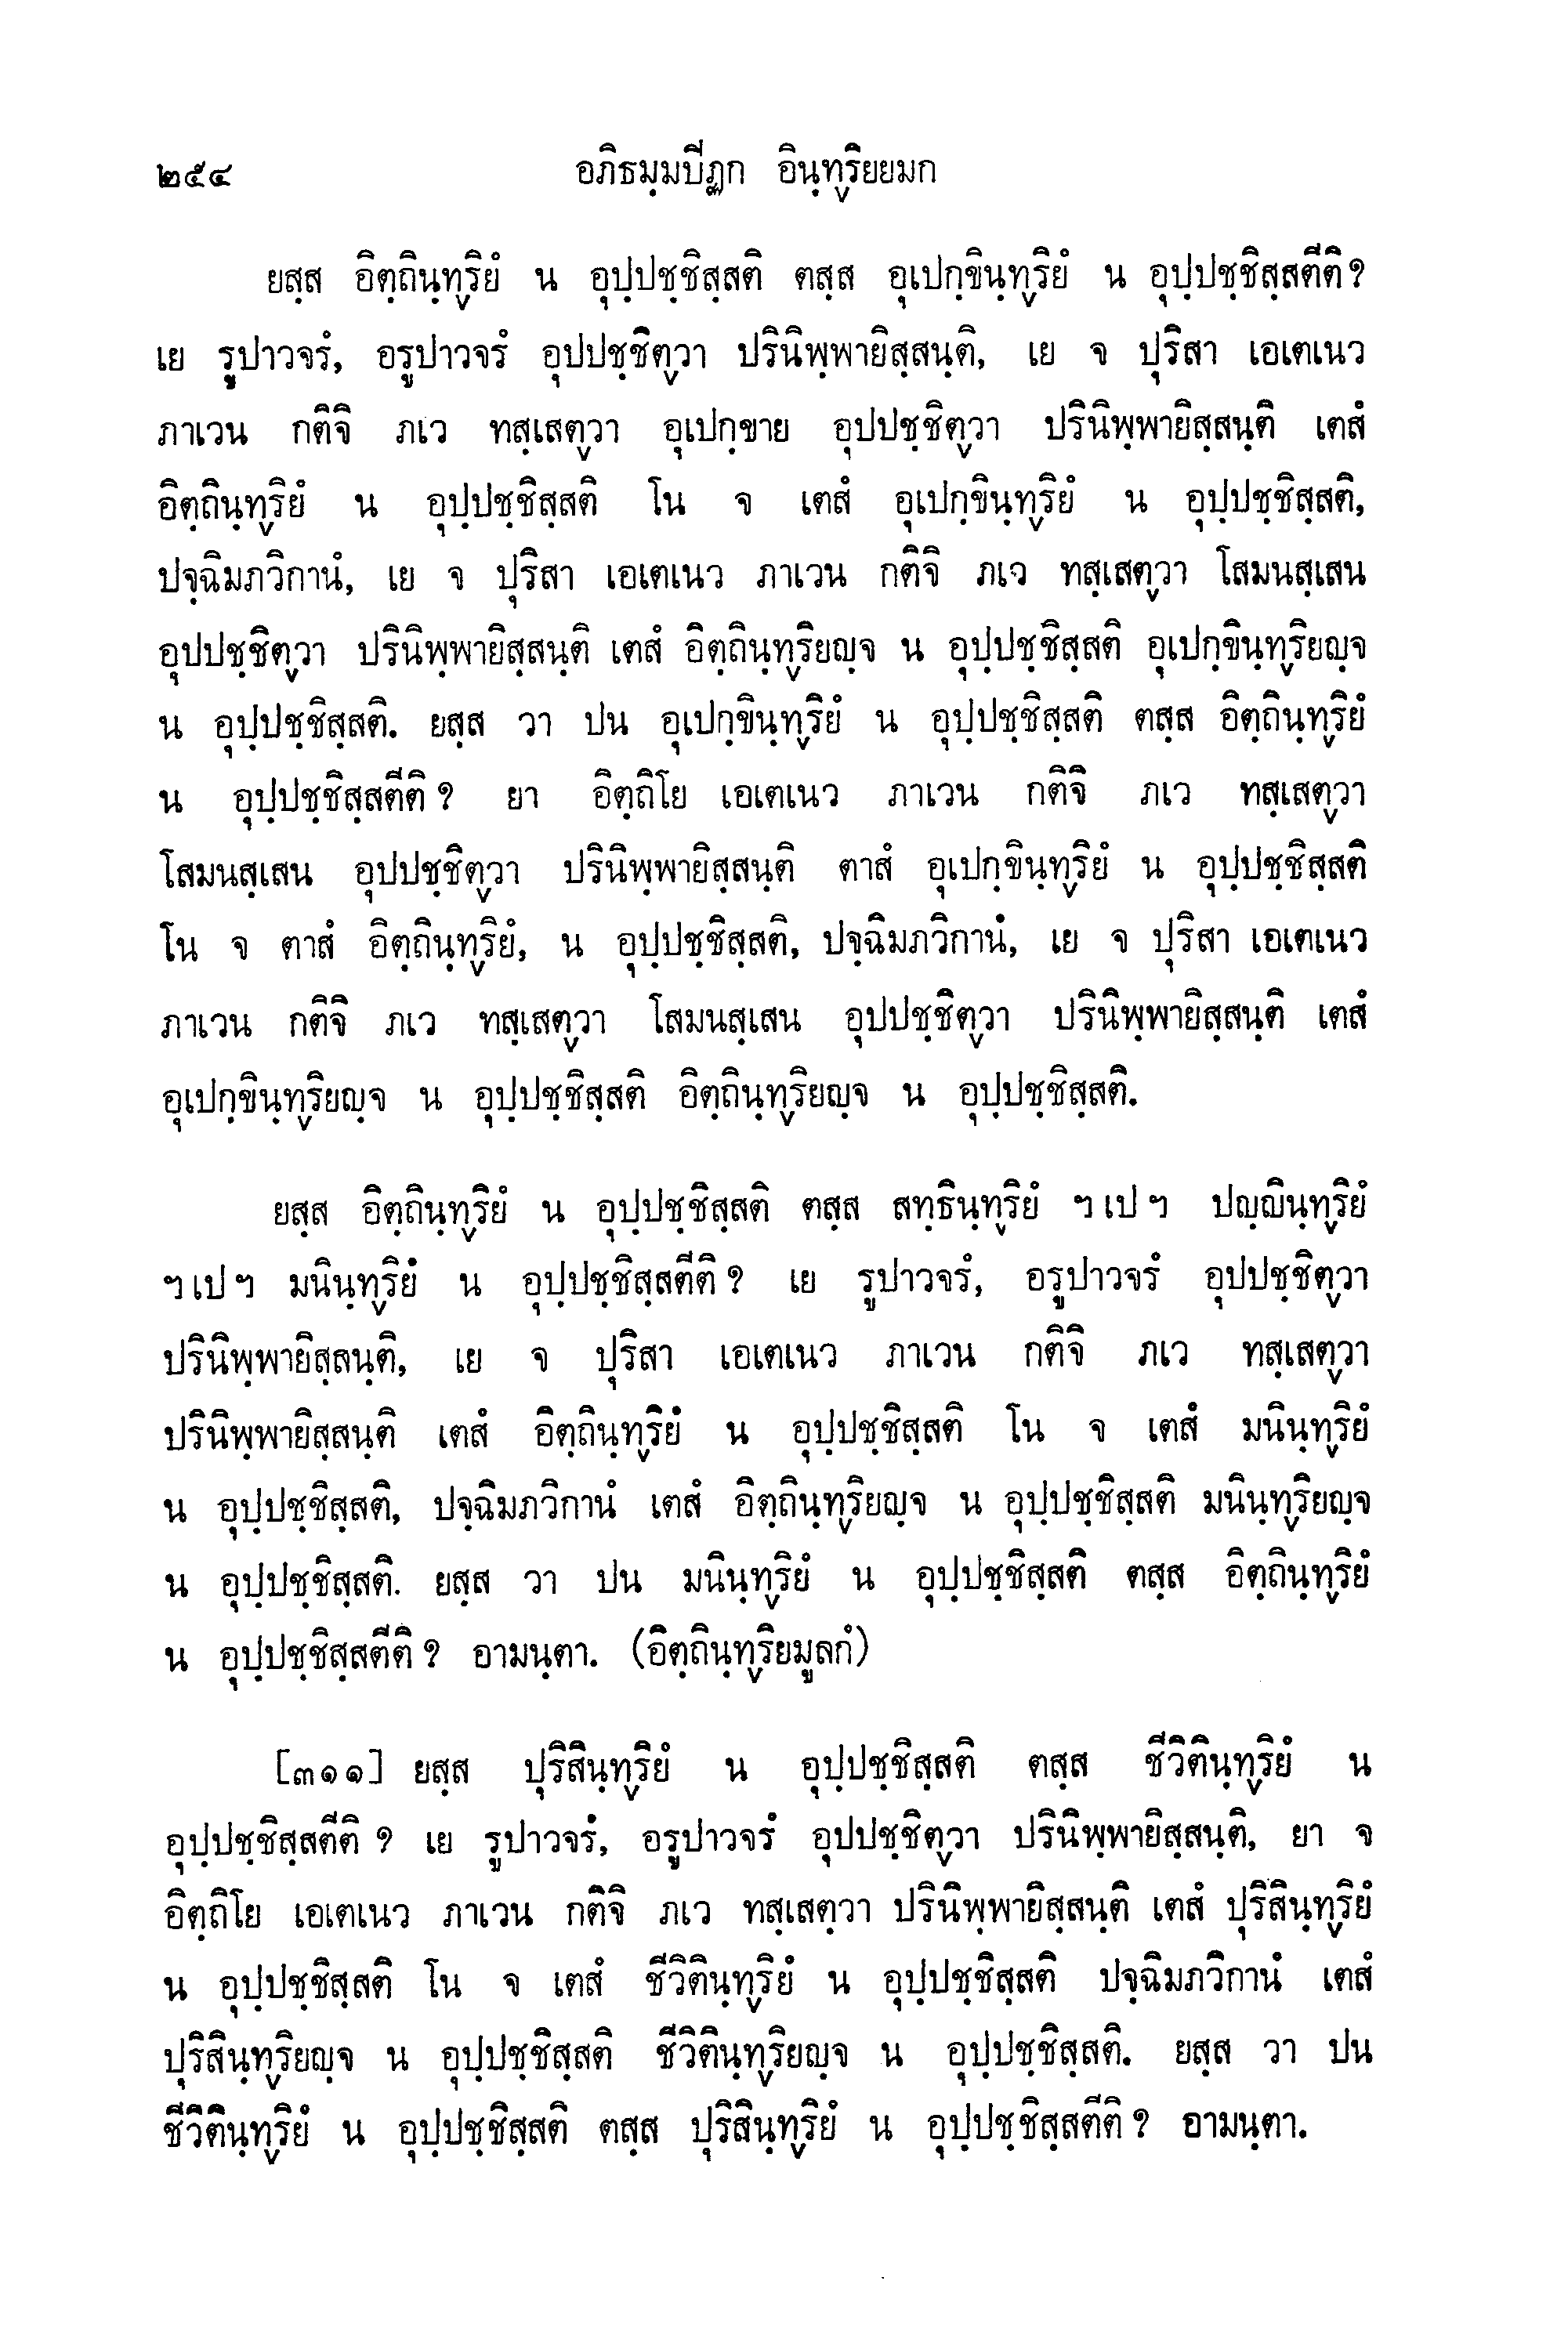 ๒๕๔ อภิธมฺมปิฏก อินฺทฺริยยมก
ยสฺส อิตฺถินฺทฺริยํ น อุปฺปชฺชิสฺสติ ตสฺส อุเปกฺขินฺทฺริยํ น อุปฺปชฺชิสฺสตีติ?
เย รูปาวจรํ, อรูปาวจรํ อุปปชฺชิตฺวา ปรินิพฺพายิสฺสนฺติ, เย จ ปุริสา เอเตเนว
ภาเวน กติจิ ภเว ทสฺเสตฺวา อุเปกฺขาย อุปปชฺชิตฺวา ปรินิพฺพายิสฺสนฺติ เตสํ
อิตฺถินฺทฺริยํ น อุปฺปชฺชิสฺสติ โน จ เตสํ อุเปกฺขินฺทฺริยํ น อุปฺปชฺชิสฺสติ,
ปจฺฉิมภวิกานํ, เย จ ปุริสา เอเตเนว ภาเวน กติจิ ภเว ทสฺเสตฺวา โสมนสฺเสน
อุปปชฺชิตฺวา ปรินิพฺพายิสฺสนฺติ เตสํ อิตฺถินฺทฺริยญฺจ น อุปฺปชฺชิสฺสติ อุเปกฺขินฺทฺริยญฺจ
น อุปฺปชฺชิสฺสติ. ยสฺส วา ปน อุเปกฺขินฺทฺริยํ น อุปฺปชฺชิสฺสติ ตสฺส อิตฺถินฺทฺริยํ
น อุปฺปชฺชิสฺสตีติ? ยา อิตฺถิโย เอเตเนว ภาเวน กติจิ ภเว ทสฺเสตฺวา
โสมนสฺเสน อุปปชฺชิตฺวา ปรินิพฺพายิสฺสนฺติ ตาสํ อุเปกฺขินฺทฺริยํ น อุปฺปชฺชิสฺสติ
โน จ ตาสํ อิตฺถินฺทฺริยํ, น อุปฺปชฺชิสฺสติ, ปจฺฉิมภวิกานํ, เย จ ปุริสา เอเตเนว
ภาเวน กติจิ ภเว ทสฺเสตฺวา โสมนสฺเสน อุปปชฺชิตฺวา ปรินิพฺพายิสฺสนฺติ เตสํ
อุเปกฺขินฺทฺริยญฺจ น อุปฺปชฺชิสฺสติ อิตฺถินฺทฺริยญฺจ น อุปฺปชฺชิสฺสติ.
ยสฺส อิตฺถินฺทฺริยํ น อุปฺปชฺชิสฺสติ ตสฺส สทฺธินฺทฺริยํ ฯเปฯ ปญฺญินฺทฺริยํ
ฯเปฯ มนินฺทฺริยํ น อุปฺปชฺชิสฺสตีติ? เย รูปาวจรํ, อรูปาวจรํ อุปปชฺชิตฺวา
ปรินิพฺพายิสฺสนฺติ, เย จ ปุริสา เอเตเนว ภาเวน กติจิ ภเว ทสฺเสตฺวา
ปรินิพฺพายิสฺสนฺติ เตสํ อิตฺถินฺทฺริยํ น อุปฺปชฺชิสฺสติ โน จ เตสํ มนินฺทฺริยํ
น อุปฺปชฺชิสฺสติ, ปจฺฉิมภวิกานํ เตสํ อิตฺถินฺทฺริยญฺจ น อุปฺปชฺชิสฺสติ มนินฺทฺริยญฺจ
น อุปฺปชฺชิสฺสติ. ยสฺส วา ปน มนินฺทฺริยํ น อุปฺปชฺชิสฺสติ ตสฺส อิตฺถินฺทฺริยํ
น อุปฺปชฺชิสฺสตีติ? อามนฺตา. (อิตฺถินฺทฺริยมูลกํ)
[๓๑๑] ยสฺส ปุริสินฺทฺริยํ น อุปฺปชฺชิสฺสติ ตสฺส ชีวิตินฺทฺริยํ น
อุปฺปชฺชิสฺสตีติ? เย รูปาวจรํ, อรูปาวจรํ อุปปชฺชิตฺวา ปรินิพฺพายิสฺสนฺติ, ยา จ
อิตฺถิโย เอเตเนว ภาเวน กติจิ ภเว ทสฺเสตฺวา ปรินิพฺพายิสฺสนฺติ เตสํ ปุริสินฺทฺริยํ
น อุปฺปชฺชิสฺสติ โน จ เตสํ ชีวิตินฺทฺริยํ น อุปฺปชฺชิสฺสติ ปจฺฉิมภวิกานํ เตสํ
ปุริสินฺทฺริยญฺจ น อุปฺปชฺชิสฺสติ ชีวิตินฺทฺริยญฺจ น อุปฺปชฺชิสฺสติ. ยสฺส วา ปน
ชีวิตินฺทฺริยํ น อุปฺปชฺชิสฺสติ ตสฺส ปุริสินฺทฺริยํ น อุปฺปชฺชิสฺสตีติ? อามนฺตา.